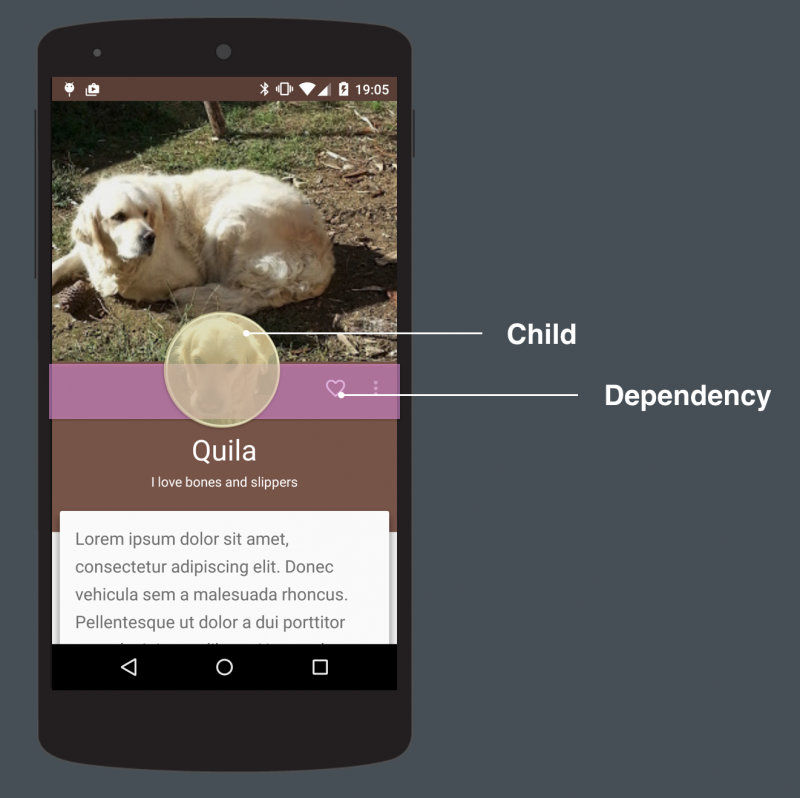 19:05
Child
Dependency
Quila
I love bones and slippers
Lorem ipsum dolor sit amet,
consectetur adipiscing elit. Donec
vehicula sem a malesuada rhoncus.
Pellentesque ut dolor a dui porttitor